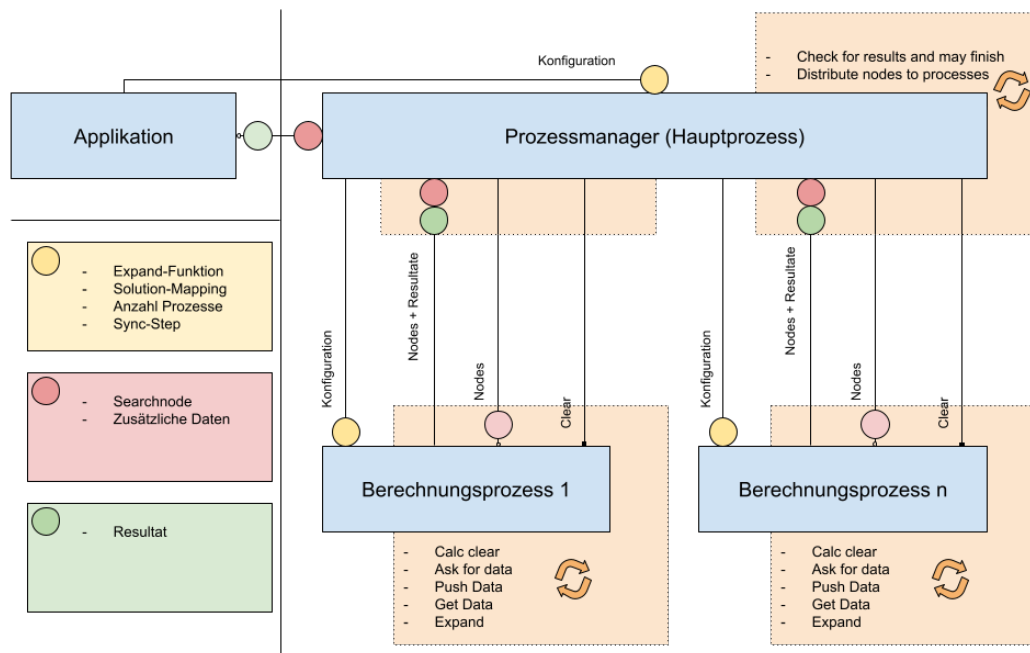 Konfiguration
- Check for results and may finish
- Distribute nodes to processes
Applikation
Prozessmanager (Hauptprozess)
- Expand-Funktion
- Solution-Mapping
- Anzahl Prozesse
- Sync-Step
- Searchnode
- Zusätzliche Daten
- Resultat
Konfiguration
Nodes + Resultate
Nodes
Clear
Konfiguration
Nodes + Resultate
Nodes
Clear
Berechnungsprozess 1
- Calc clear
- Ask for data
- Push Data
- Get Data
- Expand
Berechnungsprozess n
- Calc clear
- Ask for data
- Push Data
- Get Data
- Expand